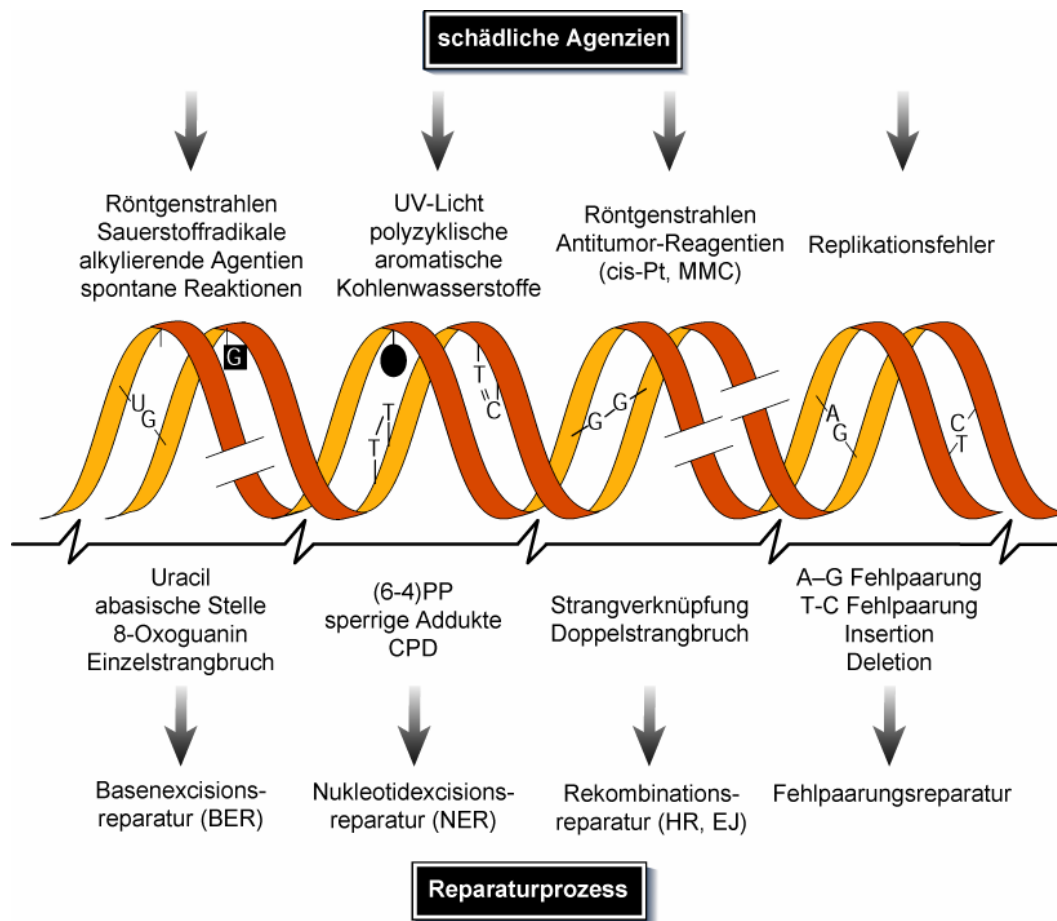 schädliche Agenzien
Röntgenstrahlen
Sauerstoffradikale
alkylierende Agentien
spontane Reaktionen
UV-Licht
polyzyklische
aromatische
Kohlenwasserstoffe
Röntgenstrahlen
Antitumor-Reagentien
(cis-Pt, MMC)
Replikationsfehler
U
G
G
T
T
T
C
G
G
A
G
C
T
Uracil
abasische Stelle
8-Oxoguanin
Einzelstrangbruch
(6-4)PP
sperrige Addukte
CPD
Strangverknüpfung
Doppelstrangbruch
A–G Fehlpaarung
T-C Fehlpaarung
Insertion
Deletion
Basenexcisions-
reparatur (BER)
Nukleotidexcisions-
reparatur (NER)
Rekombinations-
reparatur (HR, EJ)
Fehlpaarungsreparatur
Reparaturprozess